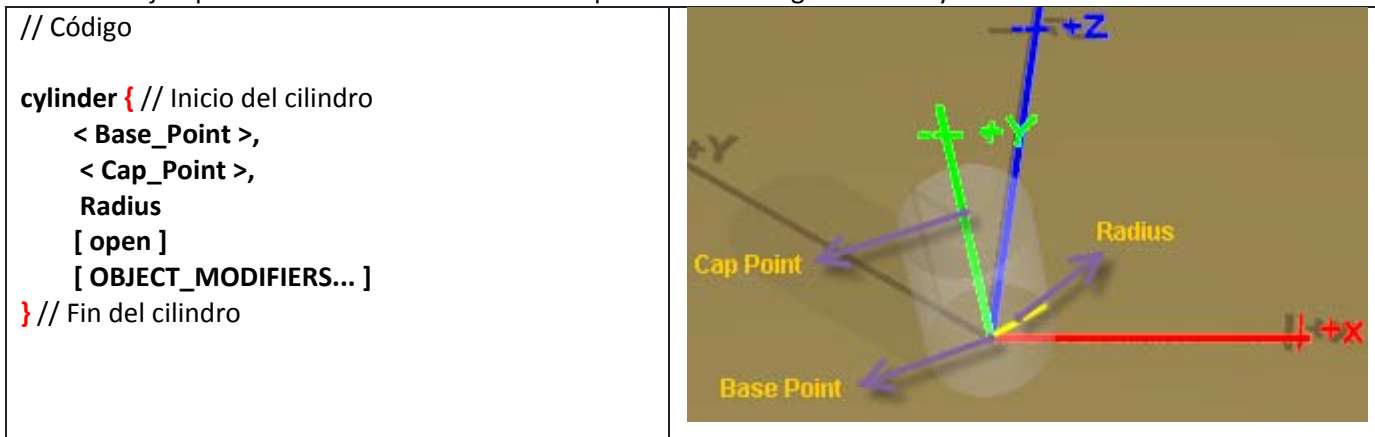 // Código
cylinder { // Inicio del cilindro
< Base_Point >,
< Cap_Point >,
Radius
[ open ]
[ OBJECT_MODIFIERS... ]
} // Fin del cilindro
+Z
+Y
+Y
Radius
Cap Point
+X
Base Point